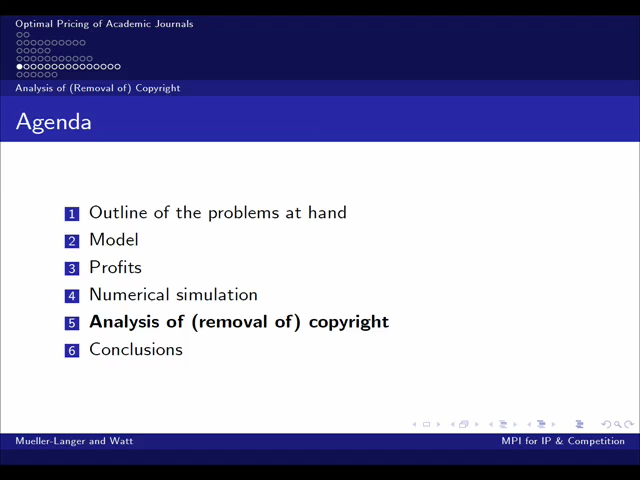 Optimal Pricing of Academic Journals
Analysis of (Removal of) Copyright
Agenda
1 Outline of the problems at hand
2 Model
3 Profits
4 Numerical simulation
5 Analysis of (removal of) copyright
6 Conclusions
Mueller-Langer and Watt MPI for IP & Competition